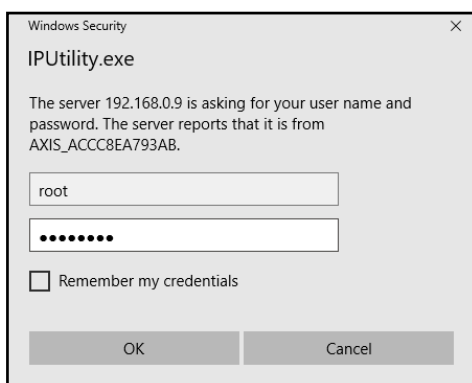 Windows Security
IPUtility.exe
The server 192.168.0.9 is asking for your user name and
password. The server reports that it is from
AXIS_ACCC8EA793AB.
root
●●●●●●●●
Remember my credentials
OK
Cancel